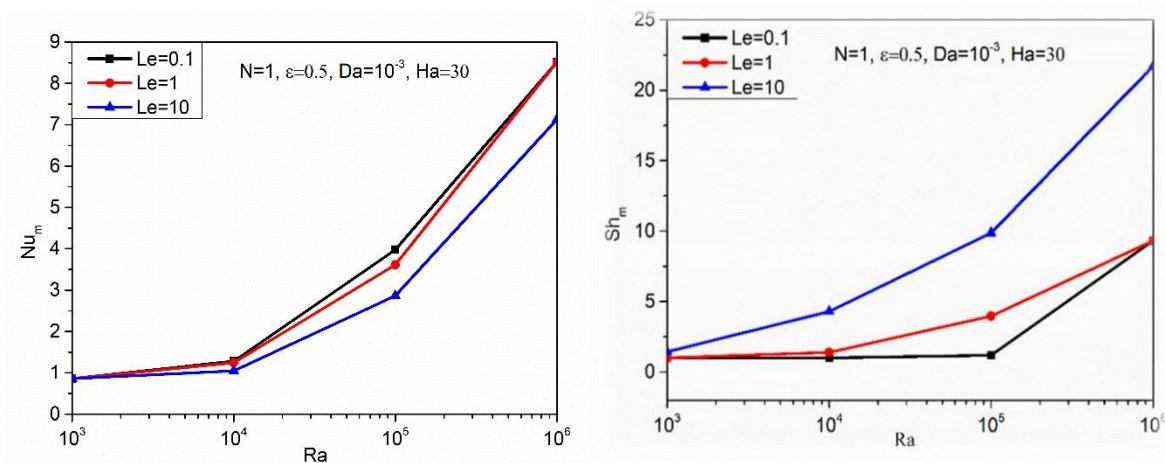 9
8
7
6
5
4
3
2
1
0
Nuₘ
Le=0.1
Le=1
Le=10
N=1, ε=0.5, Da=10⁻³, Ha=30
10³ 10⁴ 10⁵ 10⁶
Ra
25
20
15
10
5
0
Shₘ
Le=0.1
Le=1
Le=10
N=1, ε=0.5, Da=10⁻³, Ha=30
10³ 10⁴ 10⁵ 10⁶
Ra